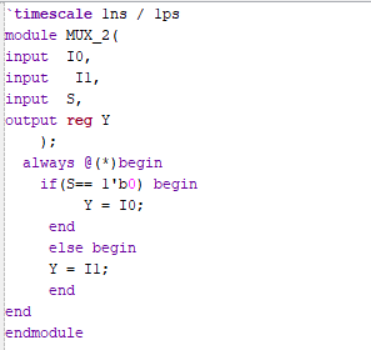 `timescale 1ns / 1ps
module MUX_2(
input  I0,
input   I1,
input  S,
output reg Y
    );
  always @(*)begin
    if(S== 1'b0) begin
         Y = I0;
     end
     else begin
     Y = I1;
     end
end
endmodule